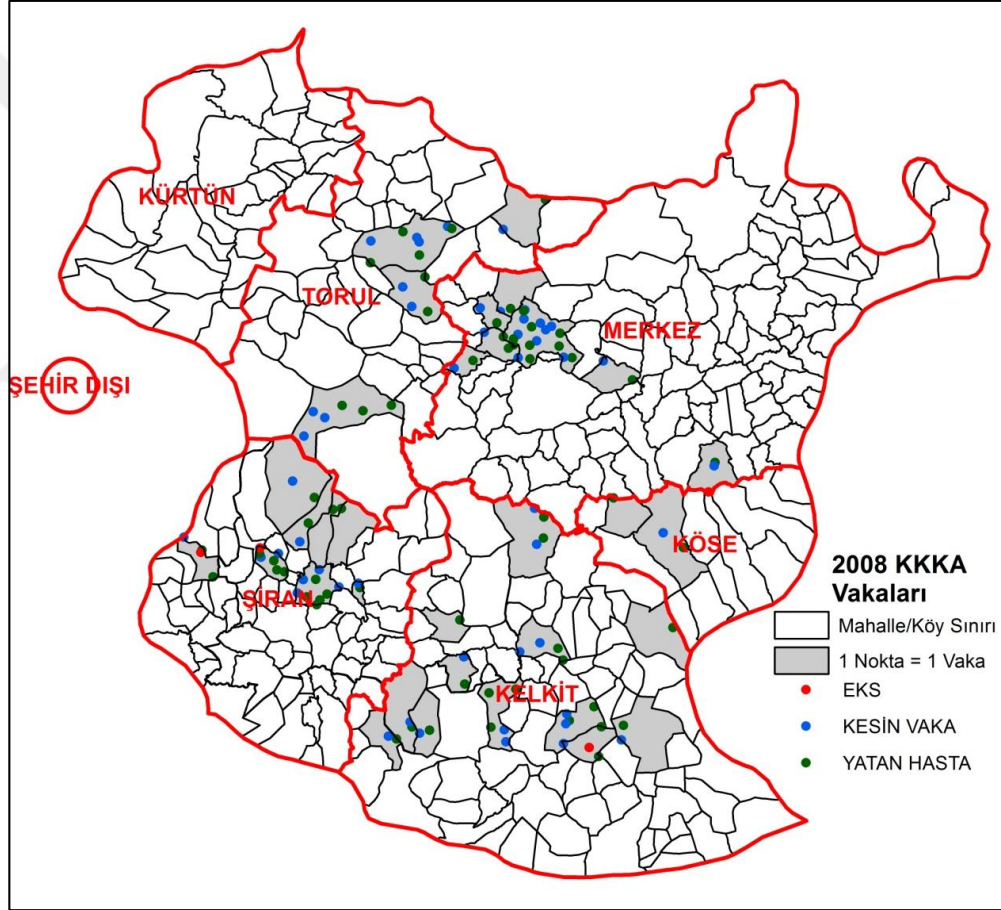 KÜRTÜN
TORUL
MERKEZ
ŞEHİR DIŞI
KÖSE
ŞİRAN
KELKİT
2008 KKKA
Vakaları
Mahalle/Köy Sınırı
1 Nokta = 1 Vaka
EKS
KESİN VAKA
YATAN HASTA